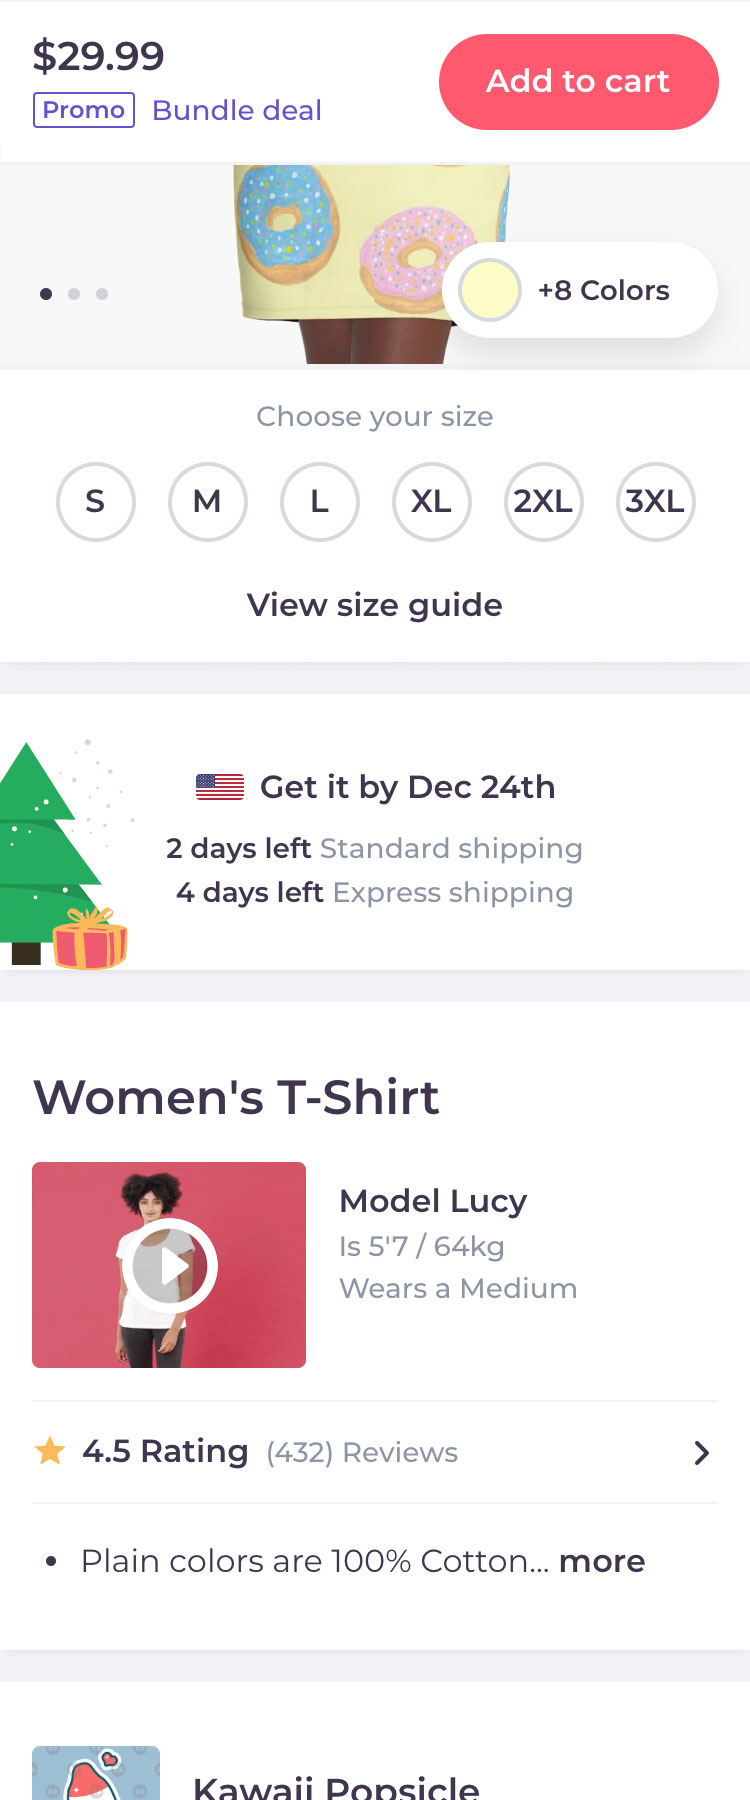 $29.99
Add to cart
Promo Bundle deal
+8 Colors
Choose your size
S M L XL 2XL 3XL
View size guide
Get it by Dec 24th
2 days left Standard shipping
4 days left Express shipping
Women's T-Shirt
Model Lucy
Is 5'7 / 64kg
Wears a Medium
4.5 Rating (432) Reviews
• Plain colors are 100% Cotton... more
Kawaii Popsicle